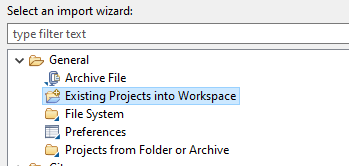 Select an import wizard:
type filter text
General
Archive File
Existing Projects into Workspace
File System
Preferences
Projects from Folder or Archive